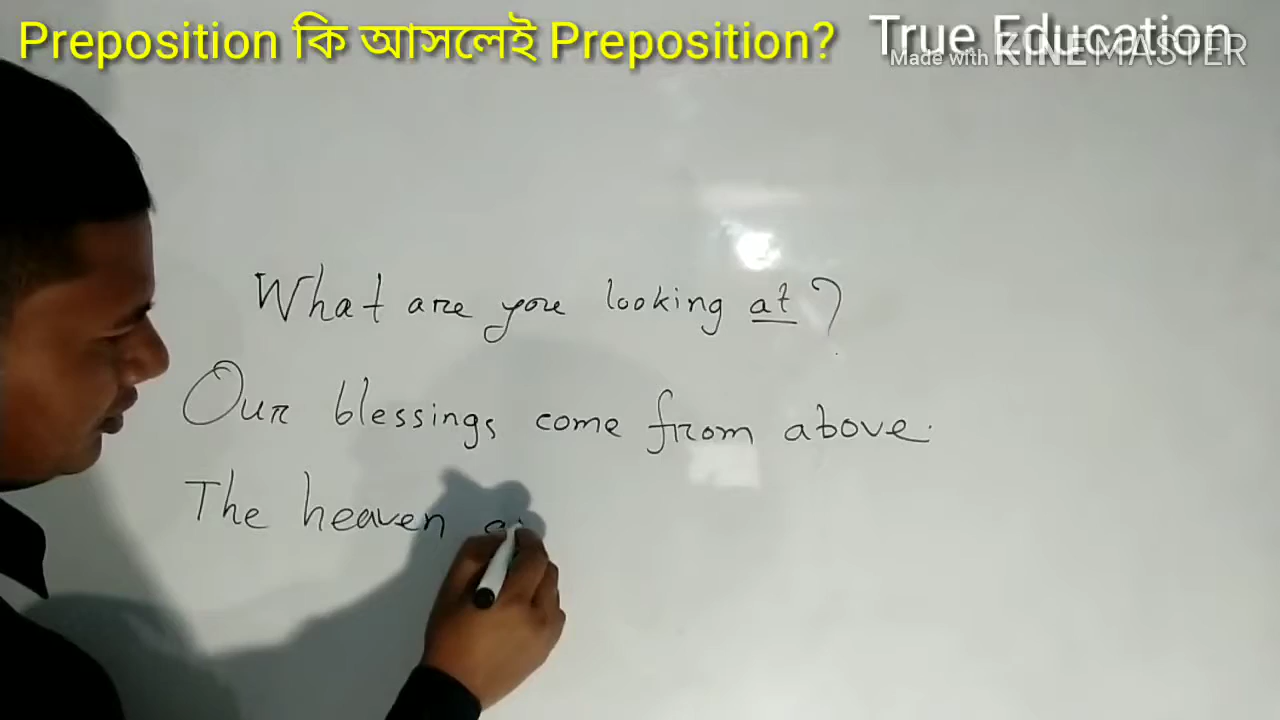 Preposition কি আসলেই Preposition? True Education
Made with KINEMASTER
What are you looking at?
Our blessings come from above.
The heaven